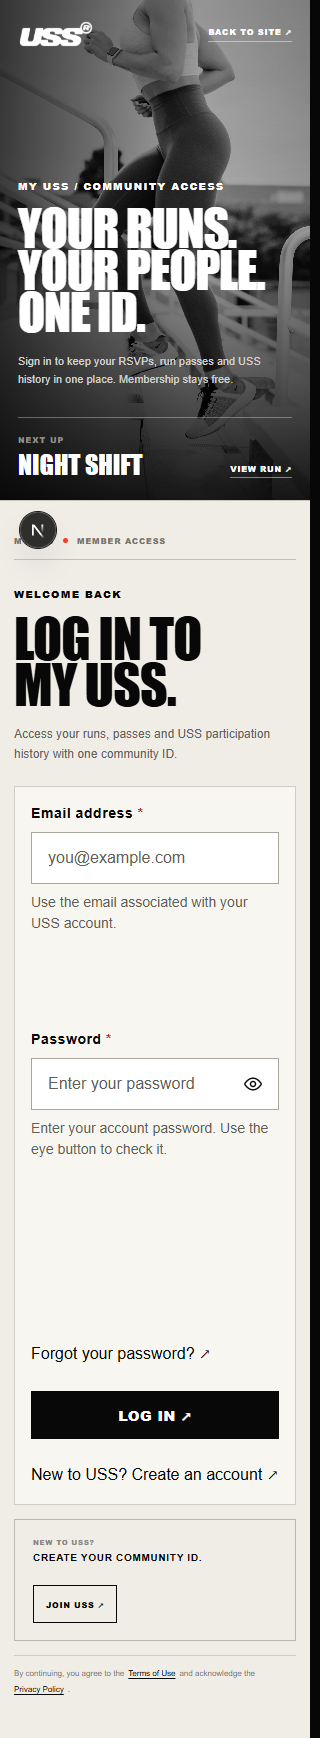 USS®
BACK TO SITE ↗
MY USS / COMMUNITY ACCESS
YOUR RUNS.
YOUR PEOPLE.
ONE ID.
Sign in to keep your RSVPs, run passes and USS
history in one place. Membership stays free.
NEXT UP
NIGHT SHIFT
VIEW RUN ↗
N
MEMBER ACCESS
WELCOME BACK
LOG IN TO
MY USS.
Access your runs, passes and USS participation
history with one community ID.
Email address *
you@example.com
Use the email associated with your
USS account.
Password *
Enter your password
Enter your account password. Use the
eye button to check it.
Forgot your password? ↗
LOG IN ↗
New to USS? Create an account ↗
NEW TO USS?
CREATE YOUR COMMUNITY ID.
JOIN USS ↗
By continuing, you agree to the Terms of Use and acknowledge the
Privacy Policy .